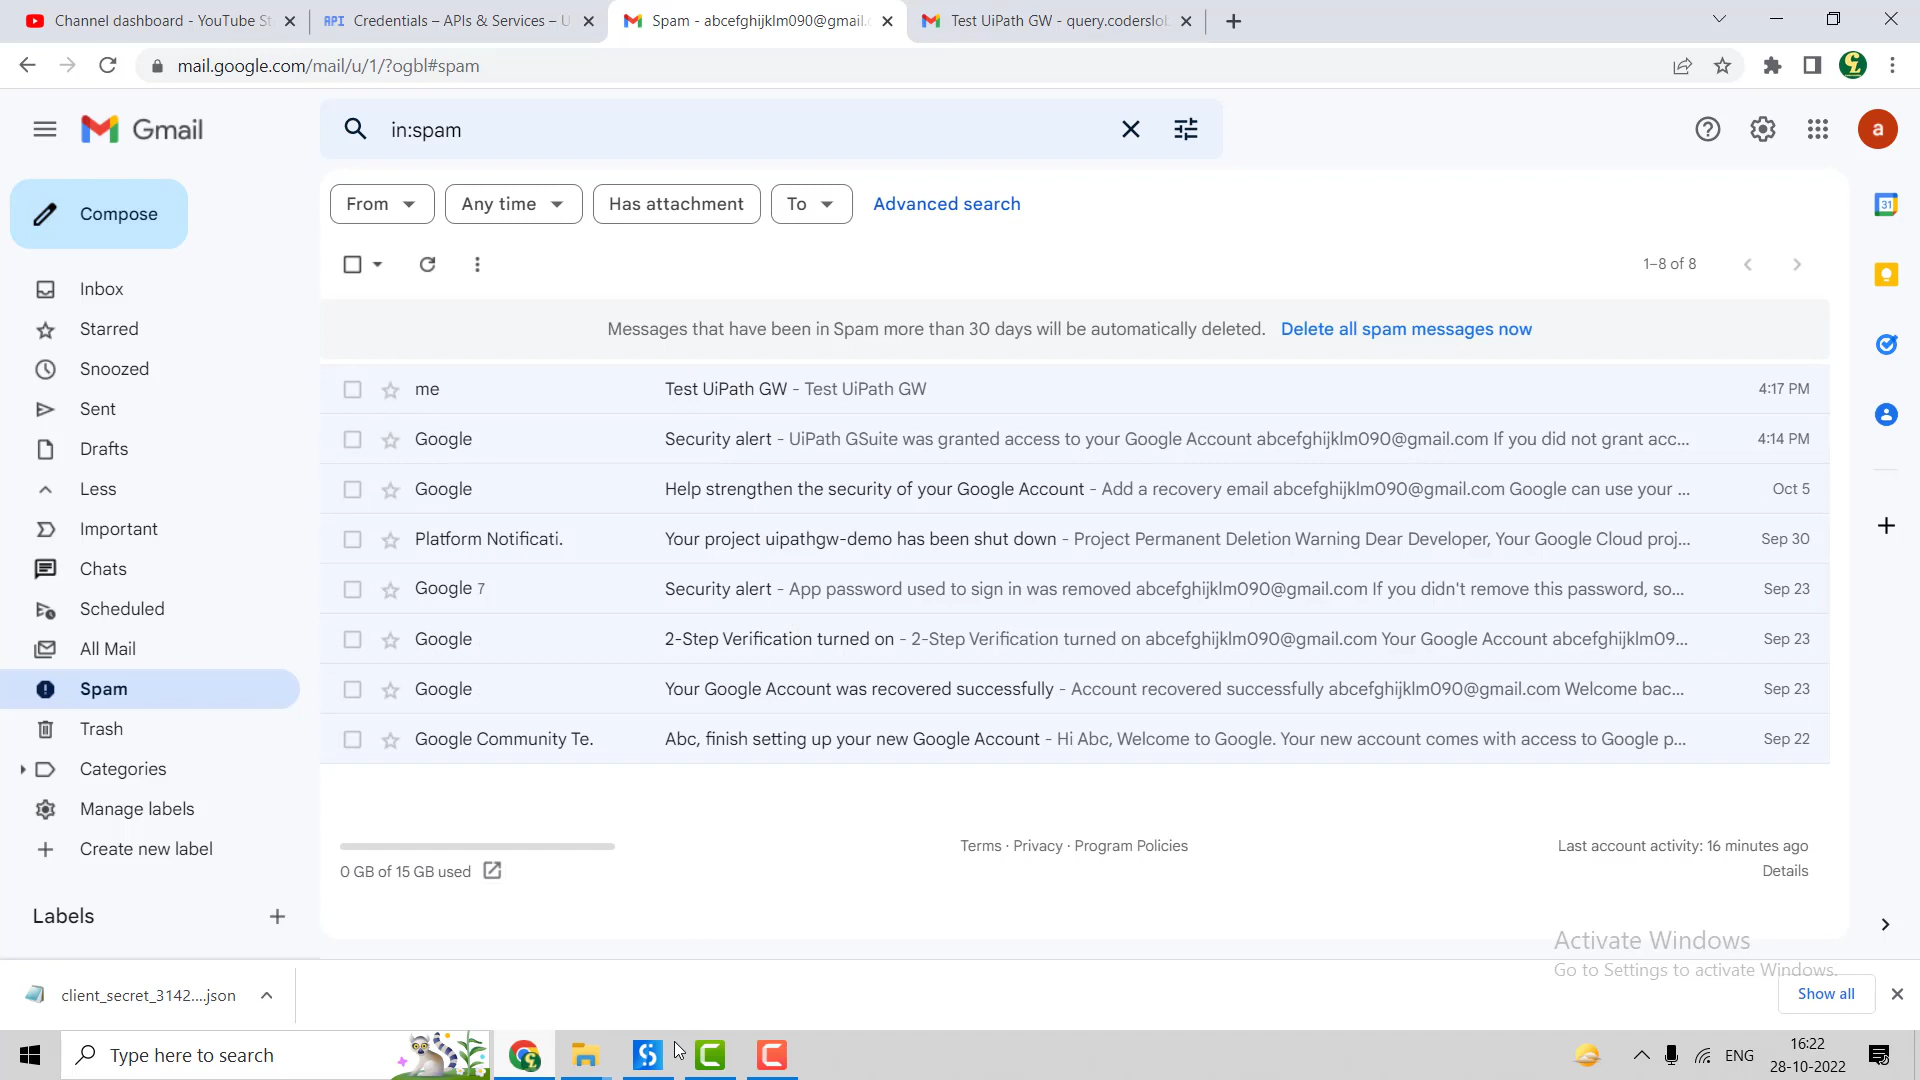 Channel dashboard - YouTube St
API Credentials – APIs & Services – U
Spam - abcefghijklm090@gmail.
Test UiPath GW - query.coderslo
mail.google.com/mail/u/1/?ogbl#spam
Gmail
in:spam
a
Compose
From
Any time
Has attachment
To
Advanced search
31
1–8 of 8
Inbox
Starred
Snoozed
Sent
Drafts
Less
Important
Chats
Scheduled
All Mail
Spam
Trash
Categories
Manage labels
Create new label
Labels
Messages that have been in Spam more than 30 days will be automatically deleted. Delete all spam messages now
me Test UiPath GW - Test UiPath GW 4:17 PM
Google Security alert - UiPath GSuite was granted access to your Google Account abcefghijklm090@gmail.com If you did not grant acc... 4:14 PM
Google Help strengthen the security of your Google Account - Add a recovery email abcefghijklm090@gmail.com Google can use your ... Oct 5
Platform Notificati. Your project uipathgw-demo has been shut down - Project Permanent Deletion Warning Dear Developer, Your Google Cloud proj... Sep 30
Google 7 Security alert - App password used to sign in was removed abcefghijklm090@gmail.com If you didn't remove this password, so... Sep 23
Google 2-Step Verification turned on - 2-Step Verification turned on abcefghijklm090@gmail.com Your Google Account abcefghijklm09... Sep 23
Google Your Google Account was recovered successfully - Account recovered successfully abcefghijklm090@gmail.com Welcome bac... Sep 23
Google Community Te. Abc, finish setting up your new Google Account - Hi Abc, Welcome to Google. Your new account comes with access to Google p... Sep 22
0 GB of 15 GB used
Terms · Privacy · Program Policies
Last account activity: 16 minutes ago
Details
Activate Windows
Go to Settings to activate Windows.
client_secret_3142....json
Show all
Type here to search
ENG
16:22
28-10-2022